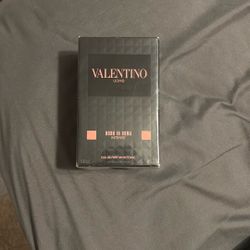 VALENTINO
UOMO
BORN IN ROMA
INTENSE